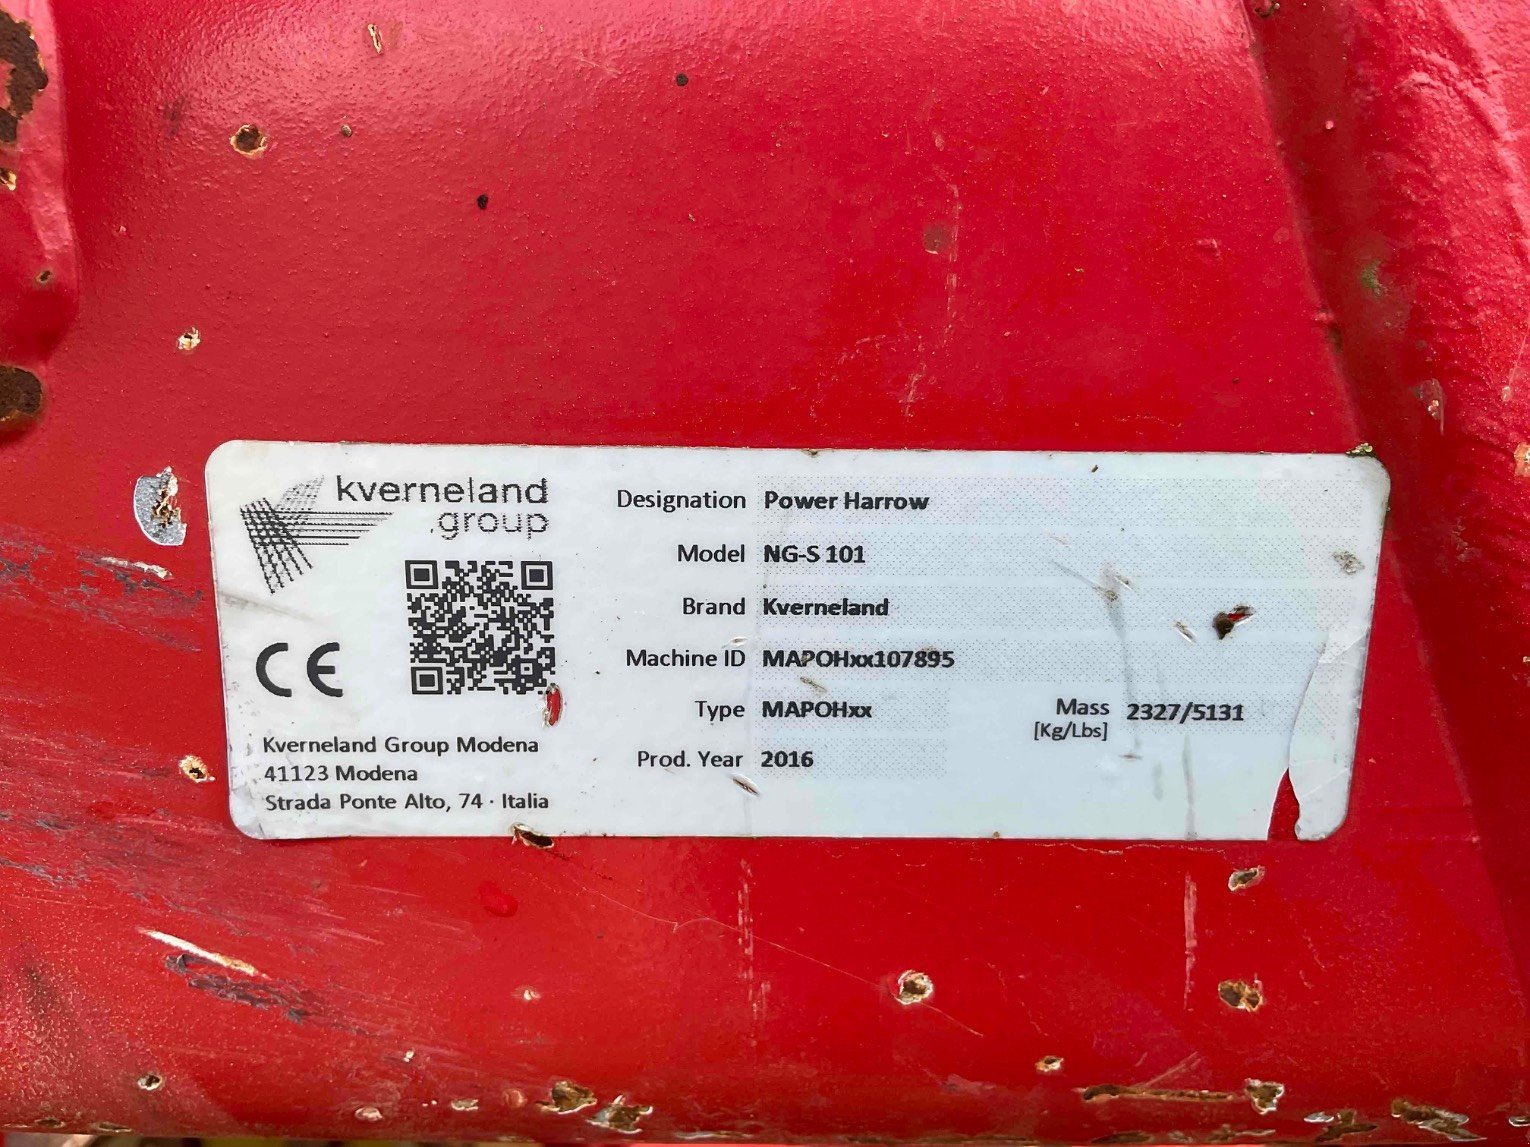 kverneland
group
CE
Kverneland Group Modena
41123 Modena
Strada Ponte Alto, 74 · Italia
Designation Power Harrow
Model NG-S 101
Brand Kverneland
Machine ID MAPOHxx107895
Type MAPOHxx
Mass 2327/5131
[Kg/Lbs]
Prod. Year 2016